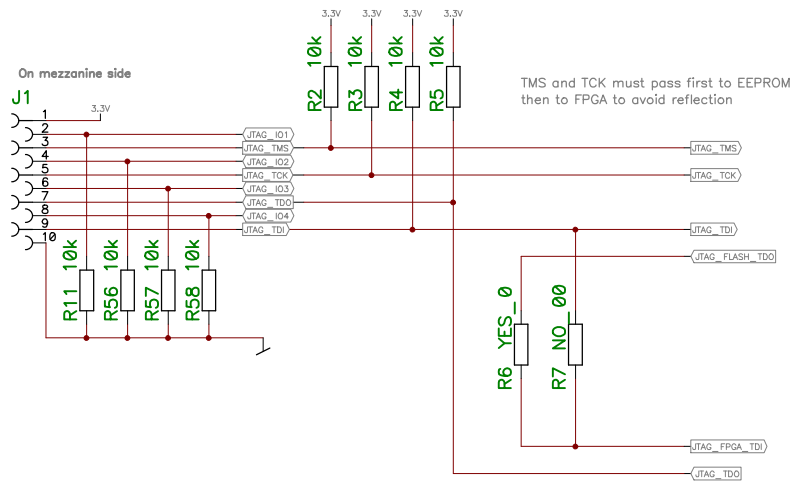 3.3V 3.3V 3.3V 3.3V
R2 10k
R3 10k
R4 10k
R5 10k
On mezzanine side
TMS and TCK must pass first to EEPROM
then to FPGA to avoid reflection
J1
3.3V
1
2 JTAG_IO1
3 JTAG_TMS JTAG_TMS
4 JTAG_IO2
5 JTAG_TCK JTAG_TCK
6 JTAG_IO3
7 JTAG_TDO
8 JTAG_IO4
9 JTAG_TDI JTAG_TDI
10
JTAG_FLASH_TDO
R11 10k
R56 10k
R57 10k
R58 10k
R6 YES_0
R7 NO_00
JTAG_FPGA_TDI
JTAG_TDO